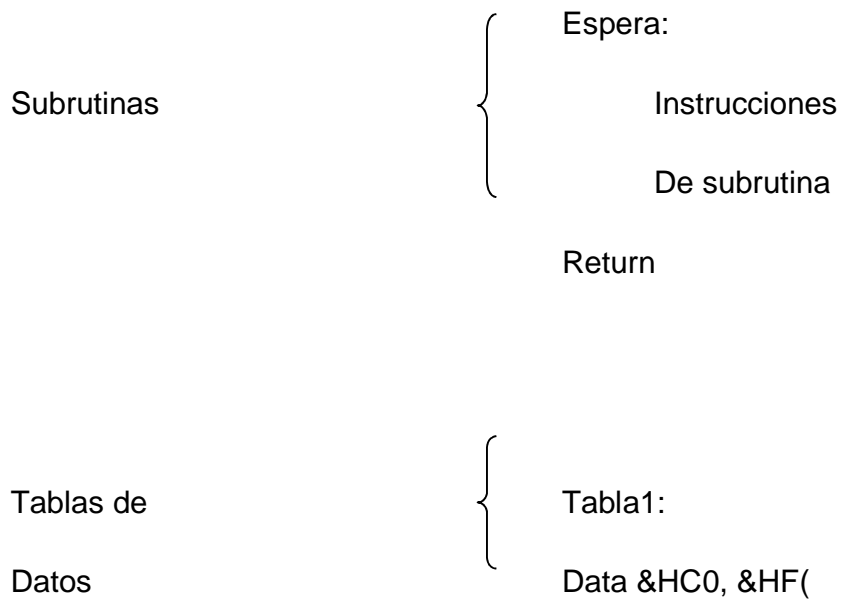 Espera:
Subrutinas Instrucciones
De subrutina
Return
Tablas de Tabla1:
Datos Data &HC0, &HF(